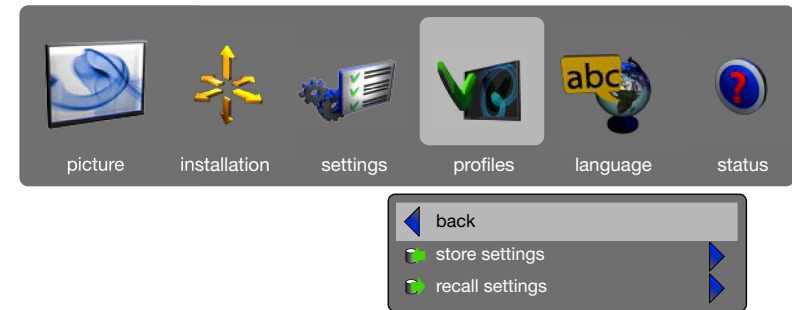 abc
?
picture installation settings profiles language status
back
store settings
recall settings